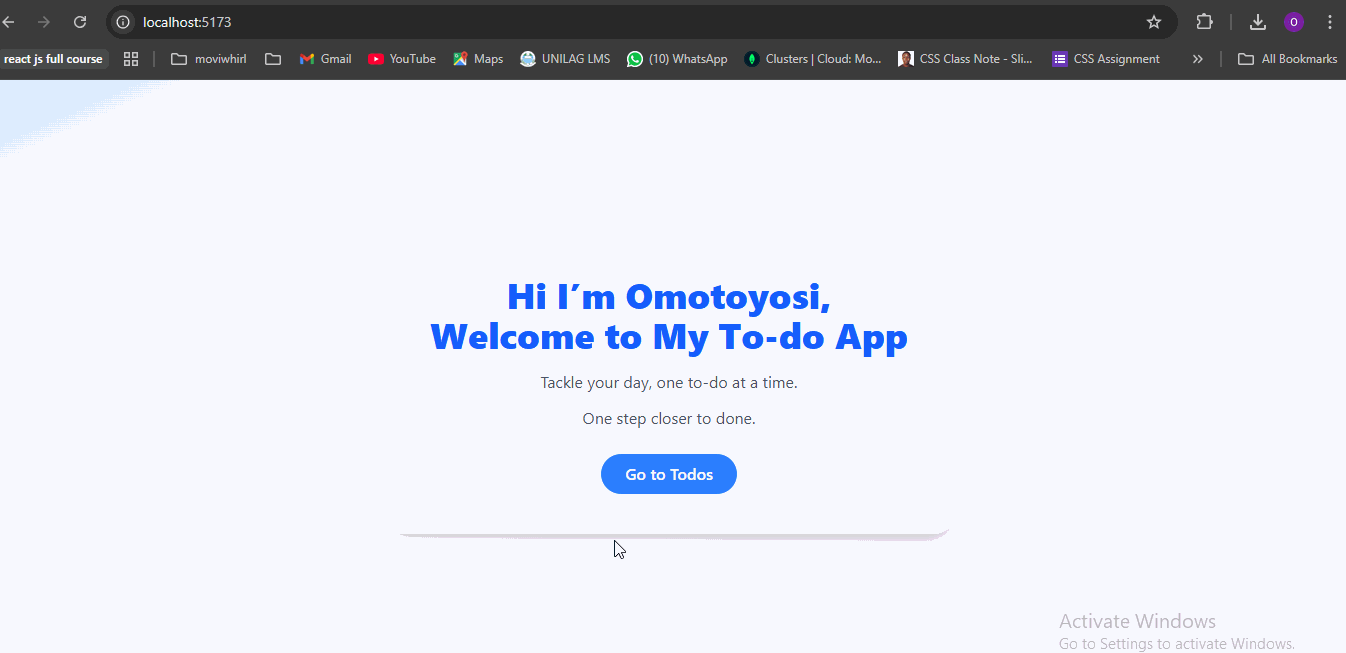 localhost:5173
O
react js full course
moviwhirl
Gmail
YouTube
Maps
UNILAG LMS
(10) WhatsApp
Clusters | Cloud: Mo...
CSS Class Note - Sli...
CSS Assignment
»
All Bookmarks
Hi I’m Omotoyosi,
Welcome to My To-do App
Tackle your day, one to-do at a time.
One step closer to done.
Go to Todos
Activate Windows
Go to Settings to activate Windows.